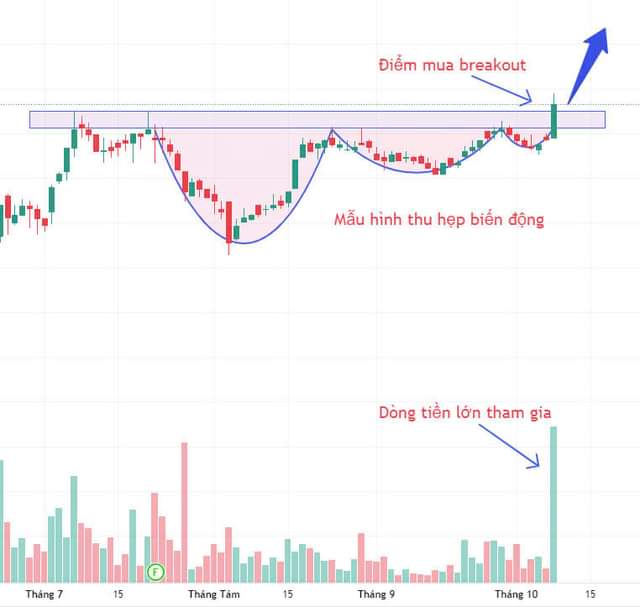 Điểm mua breakout
Mẫu hình thu hẹp biến động
Dòng tiền lớn tham gia
F
Tháng 7
15
Tháng Tám
15
Tháng 9
Tháng 10
15